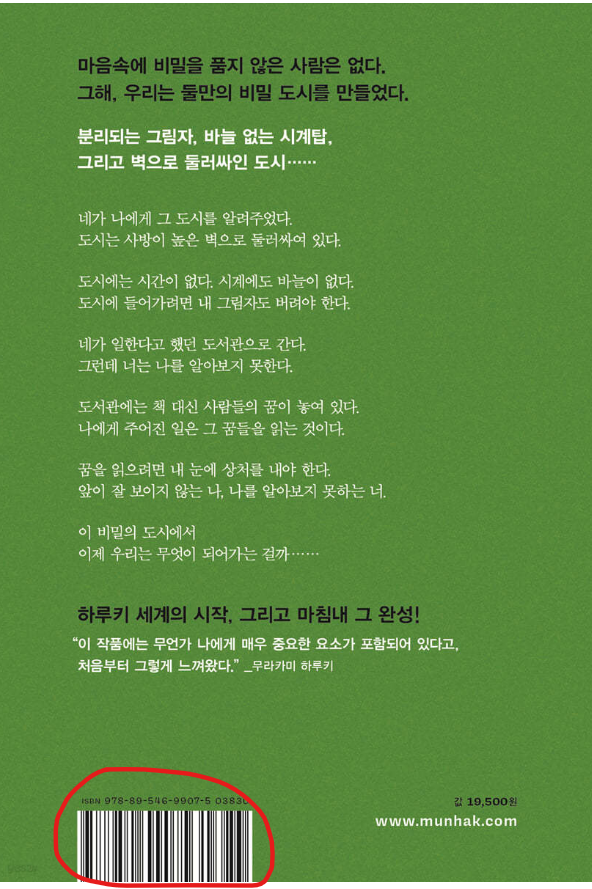 마음속에 비밀을 품지 않은 사람은 없다.
그해, 우리는 둘만의 비밀 도시를 만들었다.
분리되는 그림자, 바늘 없는 시계탑,
그리고 벽으로 둘러싸인 도시……
네가 나에게 그 도시를 알려주었다.
도시는 사방이 높은 벽으로 둘러싸여 있다.
도시에는 시간이 없다. 시계에도 바늘이 없다.
도시에 들어가려면 내 그림자도 버려야 한다.
네가 일한다고 했던 도서관으로 간다.
그런데 너는 나를 알아보지 못한다.
도서관에는 책 대신 사람들의 꿈이 놓여 있다.
나에게 주어진 일은 그 꿈들을 읽는 것이다.
꿈을 읽으려면 내 눈에 상처를 내야 한다.
앞이 잘 보이지 않는 나, 나를 알아보지 못하는 너.
이 비밀의 도시에서
이제 우리는 무엇이 되어가는 걸까……
하루키 세계의 시작, 그리고 마침내 그 완성!
“이 작품에는 무언가 나에게 매우 중요한 요소가 포함되어 있다고,
처음부터 그렇게 느껴왔다.” _무라카미 하루키
ISBN 978-89-546-9907-5 03830
값 19,500원
www.munhak.com